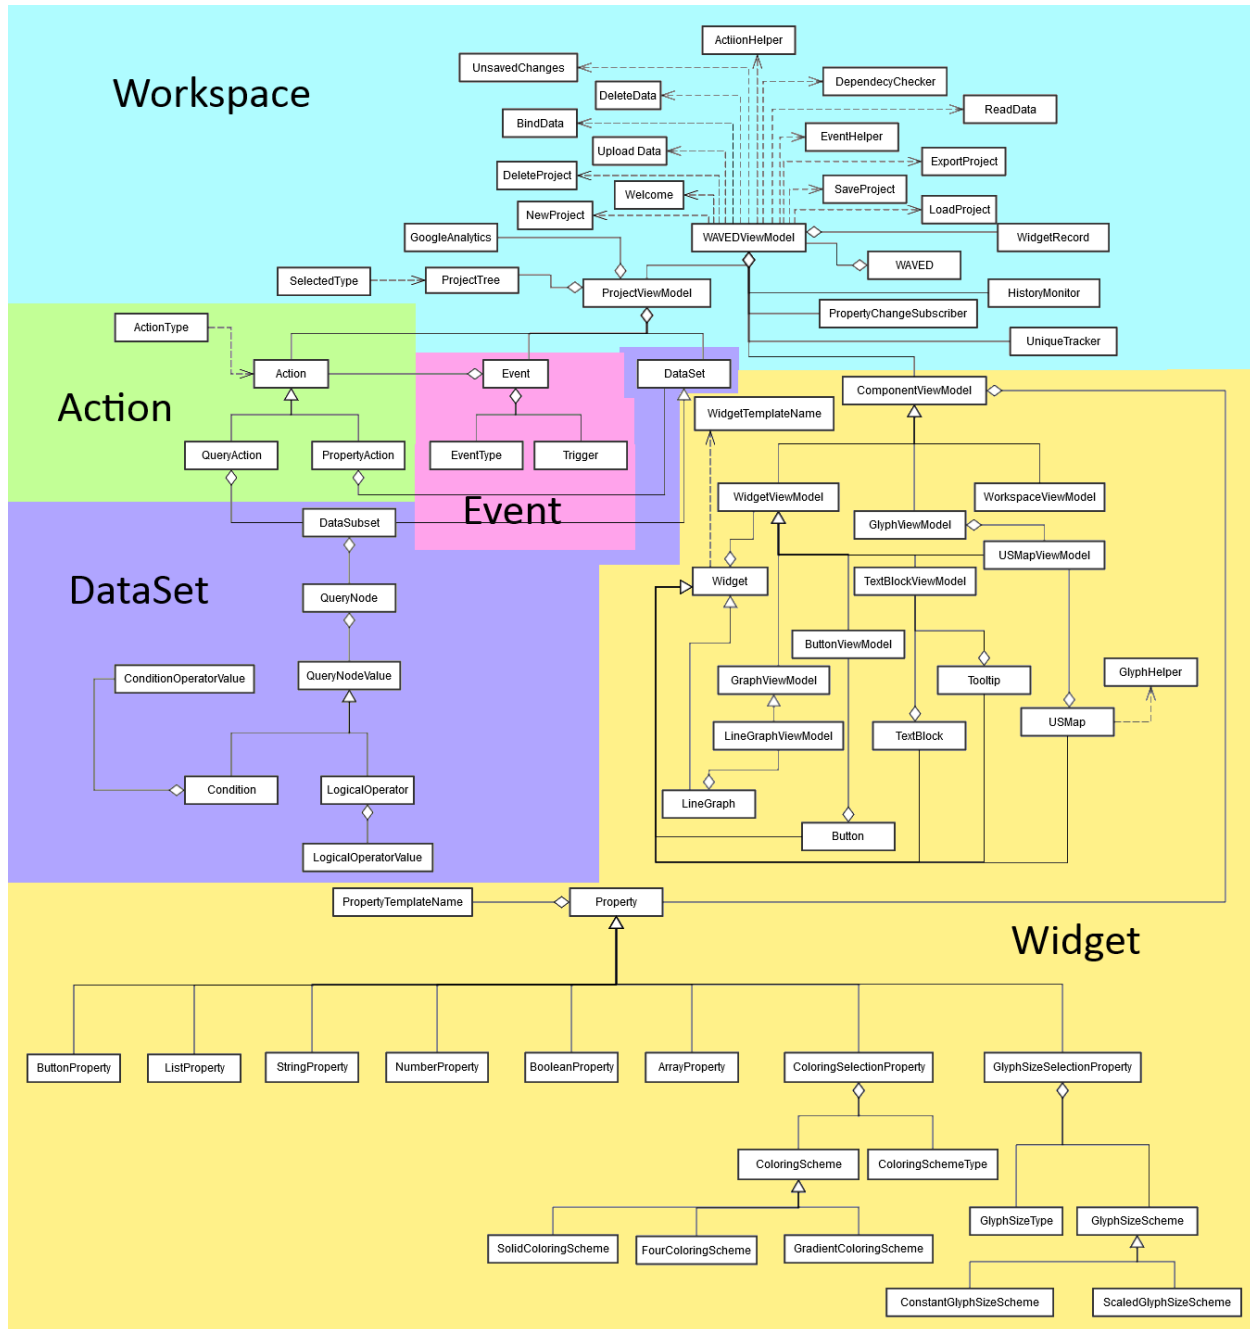 ActiionHelper
UnsavedChanges
DependecyChecker
Workspace
DeleteData
ReadData
BindData
EventHelper
Upload Data
ExportProject
DeleteProject
Welcome
SaveProject
NewProject
LoadProject
GoogleAnalytics
WAVEDViewModel
WidgetRecord
WAVED
SelectedType
ProjectTree
ProjectViewModel
HistoryMonitor
PropertyChangeSubscriber
ActionType
UniqueTracker
Action
Event
DataSet
ComponentViewModel
Action
WidgetTemplateName
QueryAction
PropertyAction
EventType
Trigger
WidgetViewModel
WorkspaceViewModel
Event
DataSubset
GlyphViewModel
USMapViewModel
DataSet
QueryNode
Widget
TextBlockViewModel
ButtonViewModel
ConditionOperatorValue
QueryNodeValue
GraphViewModel
Tooltip
GlyphHelper
USMap
LineGraphViewModel
TextBlock
Condition
LogicalOperator
LineGraph
Button
LogicalOperatorValue
PropertyTemplateName
Property
Widget
ButtonProperty
ListProperty
StringProperty
NumberProperty
BooleanProperty
ArrayProperty
ColoringSelectionProperty
GlyphSizeSelectionProperty
ColoringScheme
ColoringSchemeType
GlyphSizeType
GlyphSizeScheme
SolidColoringScheme
FourColoringScheme
GradientColoringScheme
ConstantGlyphSizeScheme
ScaledGlyphSizeScheme